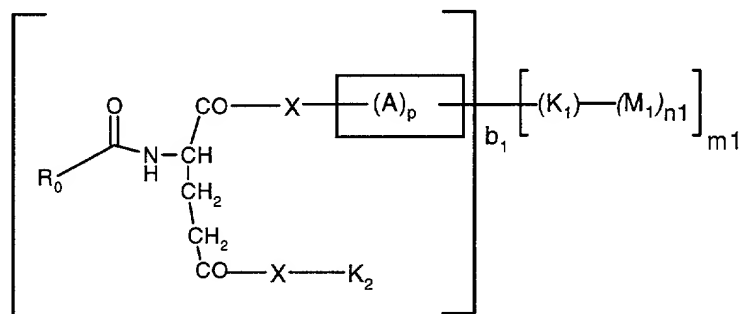 O
CO—X—(A)p—b1—(K1)—(M1)n1
m1
R0
N
H
CH
CH2
CH2
CO—X—K2